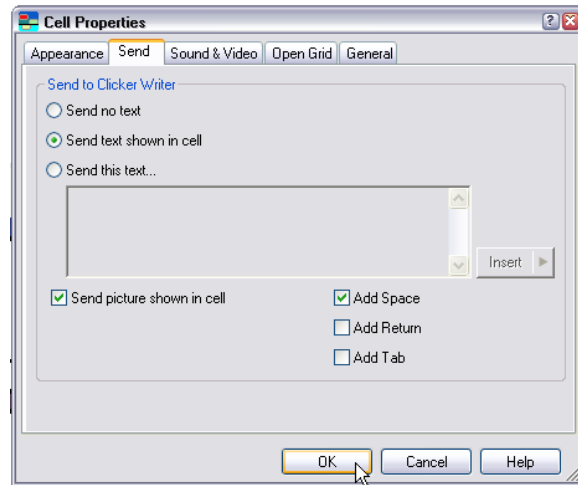 Cell Properties
Appearance Send Sound & Video Open Grid General
Send to Clicker Writer
Send no text
Send text shown in cell
Send this text...
Insert
Send picture shown in cell Add Space
Add Return
Add Tab
OK Cancel Help